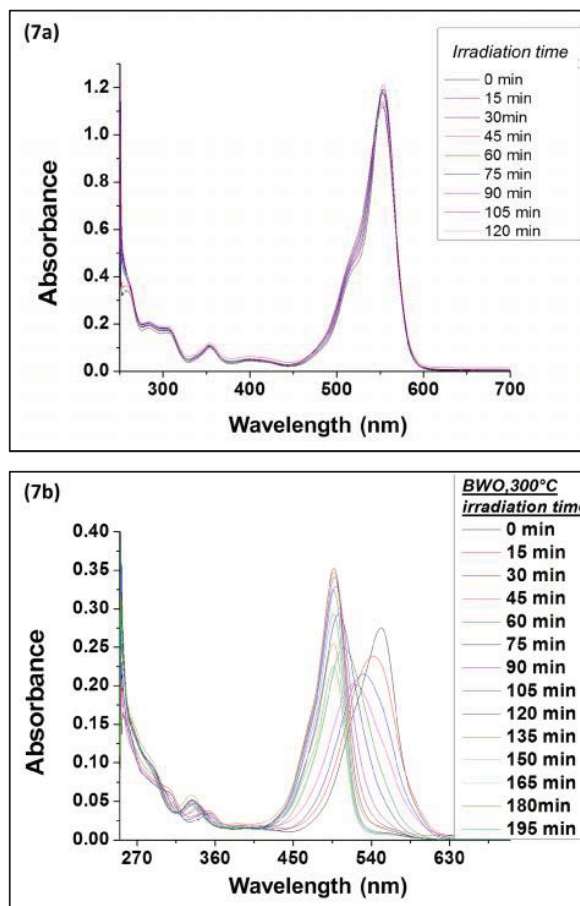 (7a)
Irradiation time
0 min
15 min
30min
45 min
60 min
75 min
90 min
105 min
120 min
1.2
1.0
0.8
0.6
0.4
0.2
0.0
300
400
500
600
700
Absorbance
Wavelength (nm)
(7b)
BWO,300°C
irradiation time
0 min
15 min
30 min
45 min
60 min
75 min
90 min
105 min
120 min
135 min
150 min
165 min
180min
195 min
0.40
0.35
0.30
0.25
0.20
0.15
0.10
0.05
0.00
270
360
450
540
630
Absorbance
Wavelength (nm)